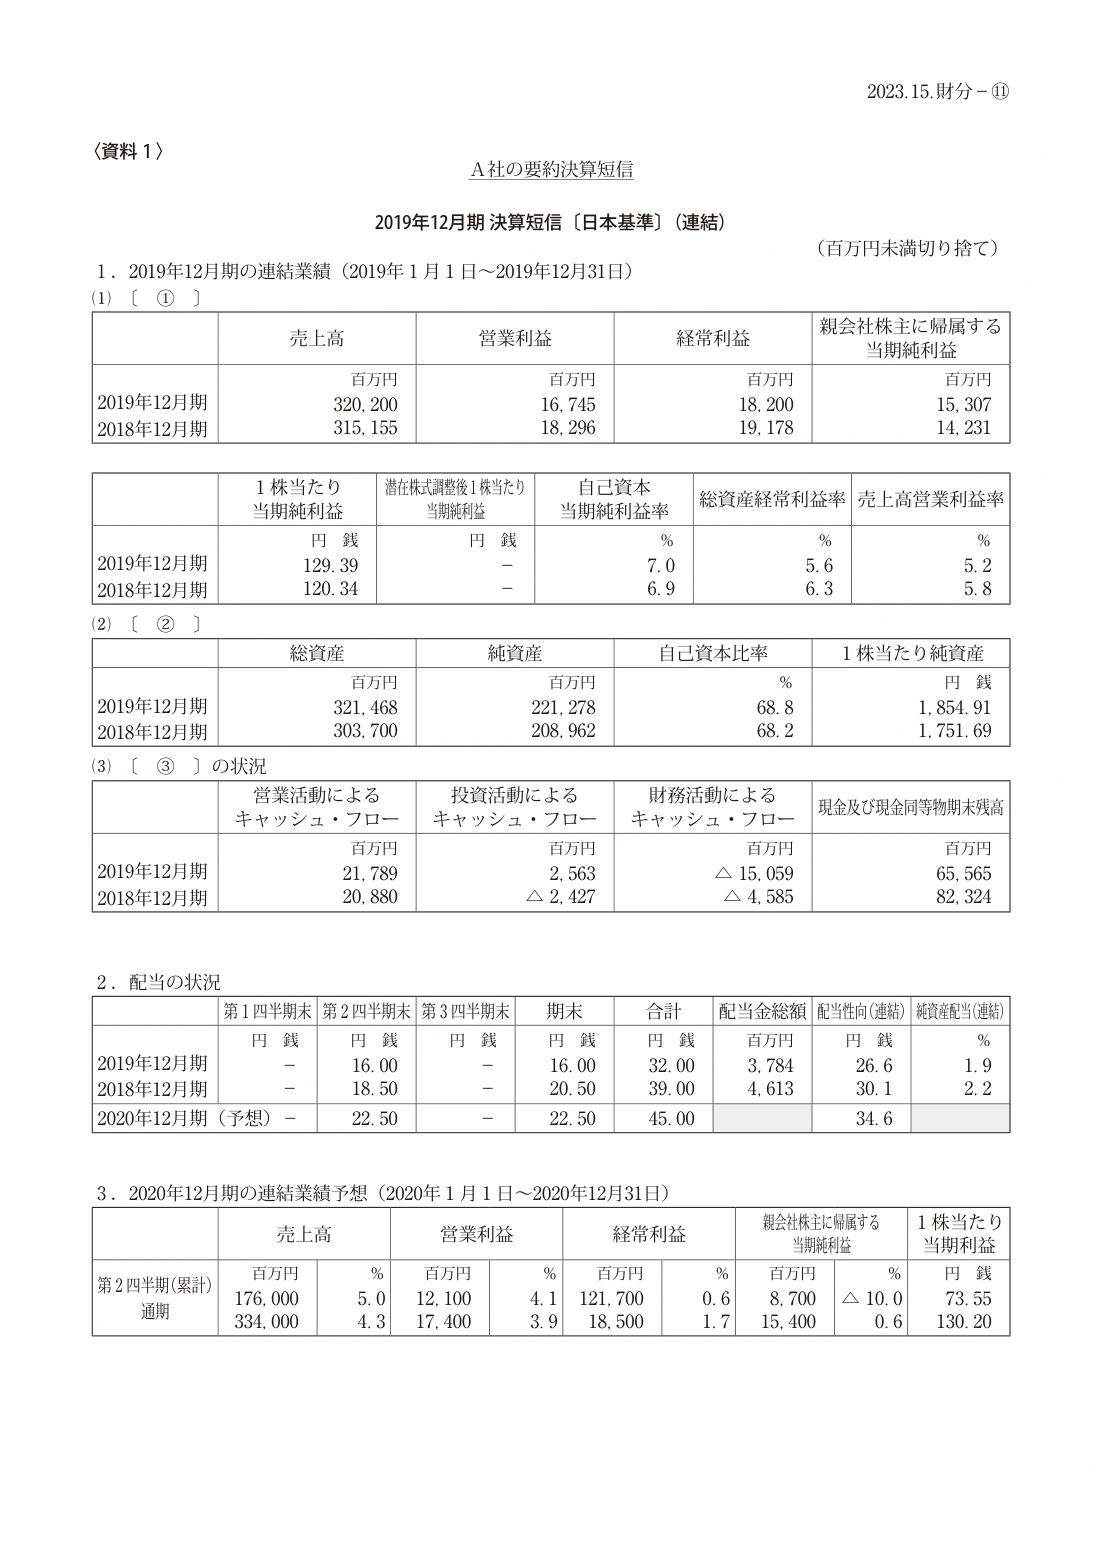 2023.15.財分－⑪
〈資料１〉
Ａ社の要約決算短信
2019年12月期 決算短信〔日本基準〕（連結）
（百万円未満切り捨て）
１．2019年12月期の連結業績（2019年１月１日～2019年12月31日）
⑴ 〔　①　〕
売上高 営業利益 経常利益 親会社株主に帰属する
当期純利益
百万円 百万円 百万円 百万円
2019年12月期 320,200 16,745 18,200 15,307
2018年12月期 315,155 18,296 19,178 14,231
１株当たり 潜在株式調整後１株当たり 自己資本 総資産経常利益率 売上高営業利益率
当期純利益 当期純利益 当期純利益率
円　銭 円　銭 % % %
2019年12月期 129.39 － 7.0 5.6 5.2
2018年12月期 120.34 － 6.9 6.3 5.8
⑵ 〔　②　〕
総資産 純資産 自己資本比率 １株当たり純資産
百万円 百万円 % 円　銭
2019年12月期 321,468 221,278 68.8 1,854.91
2018年12月期 303,700 208,962 68.2 1,751.69
⑶ 〔　③　〕の状況
営業活動による 投資活動による 財務活動による 現金及び現金同等物期末残高
キャッシュ・フロー キャッシュ・フロー キャッシュ・フロー
百万円 百万円 百万円 百万円
2019年12月期 21,789 2,563 △ 15,059 65,565
2018年12月期 20,880 △ 2,427 △ 4,585 82,324
２．配当の状況
第１四半期末 第２四半期末 第３四半期末 期末 合計 配当金総額 配当性向（連結） 純資産配当（連結）
円　銭 円　銭 円　銭 円　銭 円　銭 百万円 円　銭 %
2019年12月期 － 16.00 － 16.00 32.00 3,784 26.6 1.9
2018年12月期 － 18.50 － 20.50 39.00 4,613 30.1 2.2
2020年12月期（予想） － 22.50 － 22.50 45.00 34.6
３．2020年12月期の連結業績予想（2020年１月１日～2020年12月31日）
売上高 営業利益 経常利益 親会社株主に帰属する
当期純利益 １株当たり
当期利益
百万円 % 百万円 % 百万円 % 百万円 % 円　銭
第２四半期（累計） 176,000 5.0 12,100 4.1 121,700 0.6 8,700 △ 10.0 73.55
通期 334,000 4.3 17,400 3.9 18,500 1.7 15,400 0.6 130.20